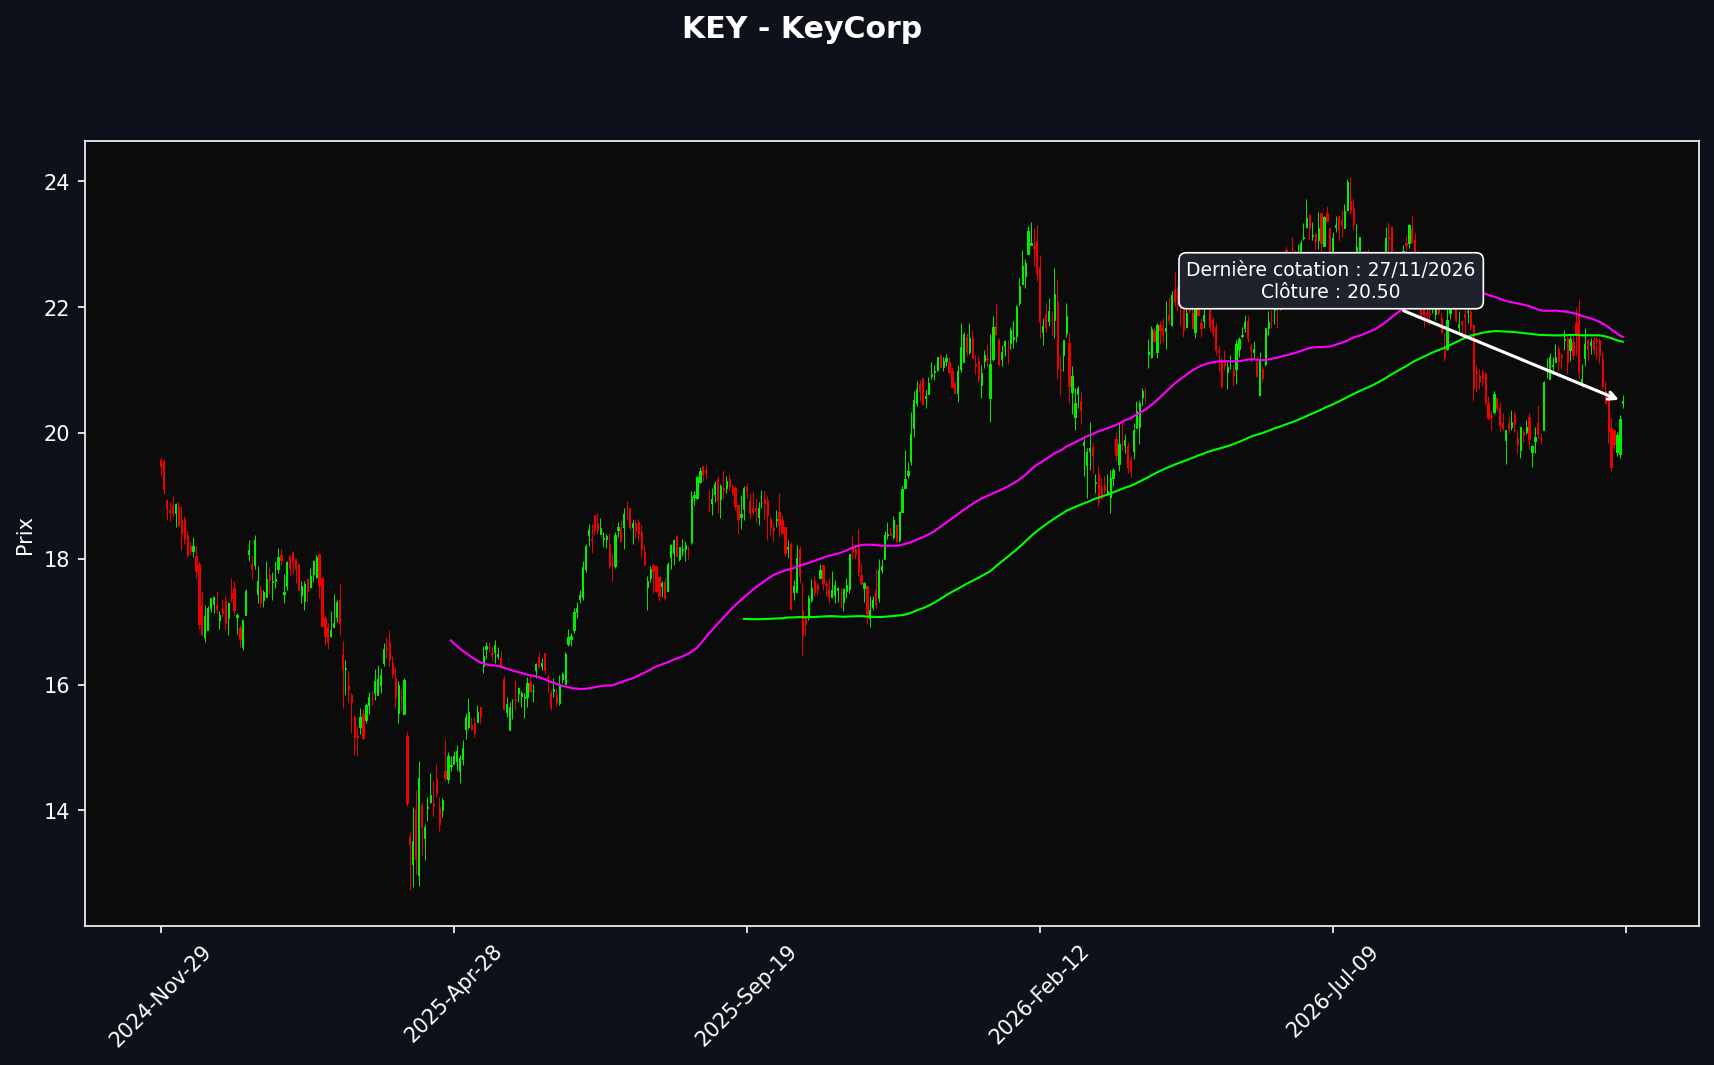 KEY - KeyCorp
Prix
24
22
20
18
16
14
Dernière cotation : 27/11/2026
Clôture : 20.50
2024-Nov-29
2025-Apr-28
2025-Sep-19
2026-Feb-12
2026-Jul-09